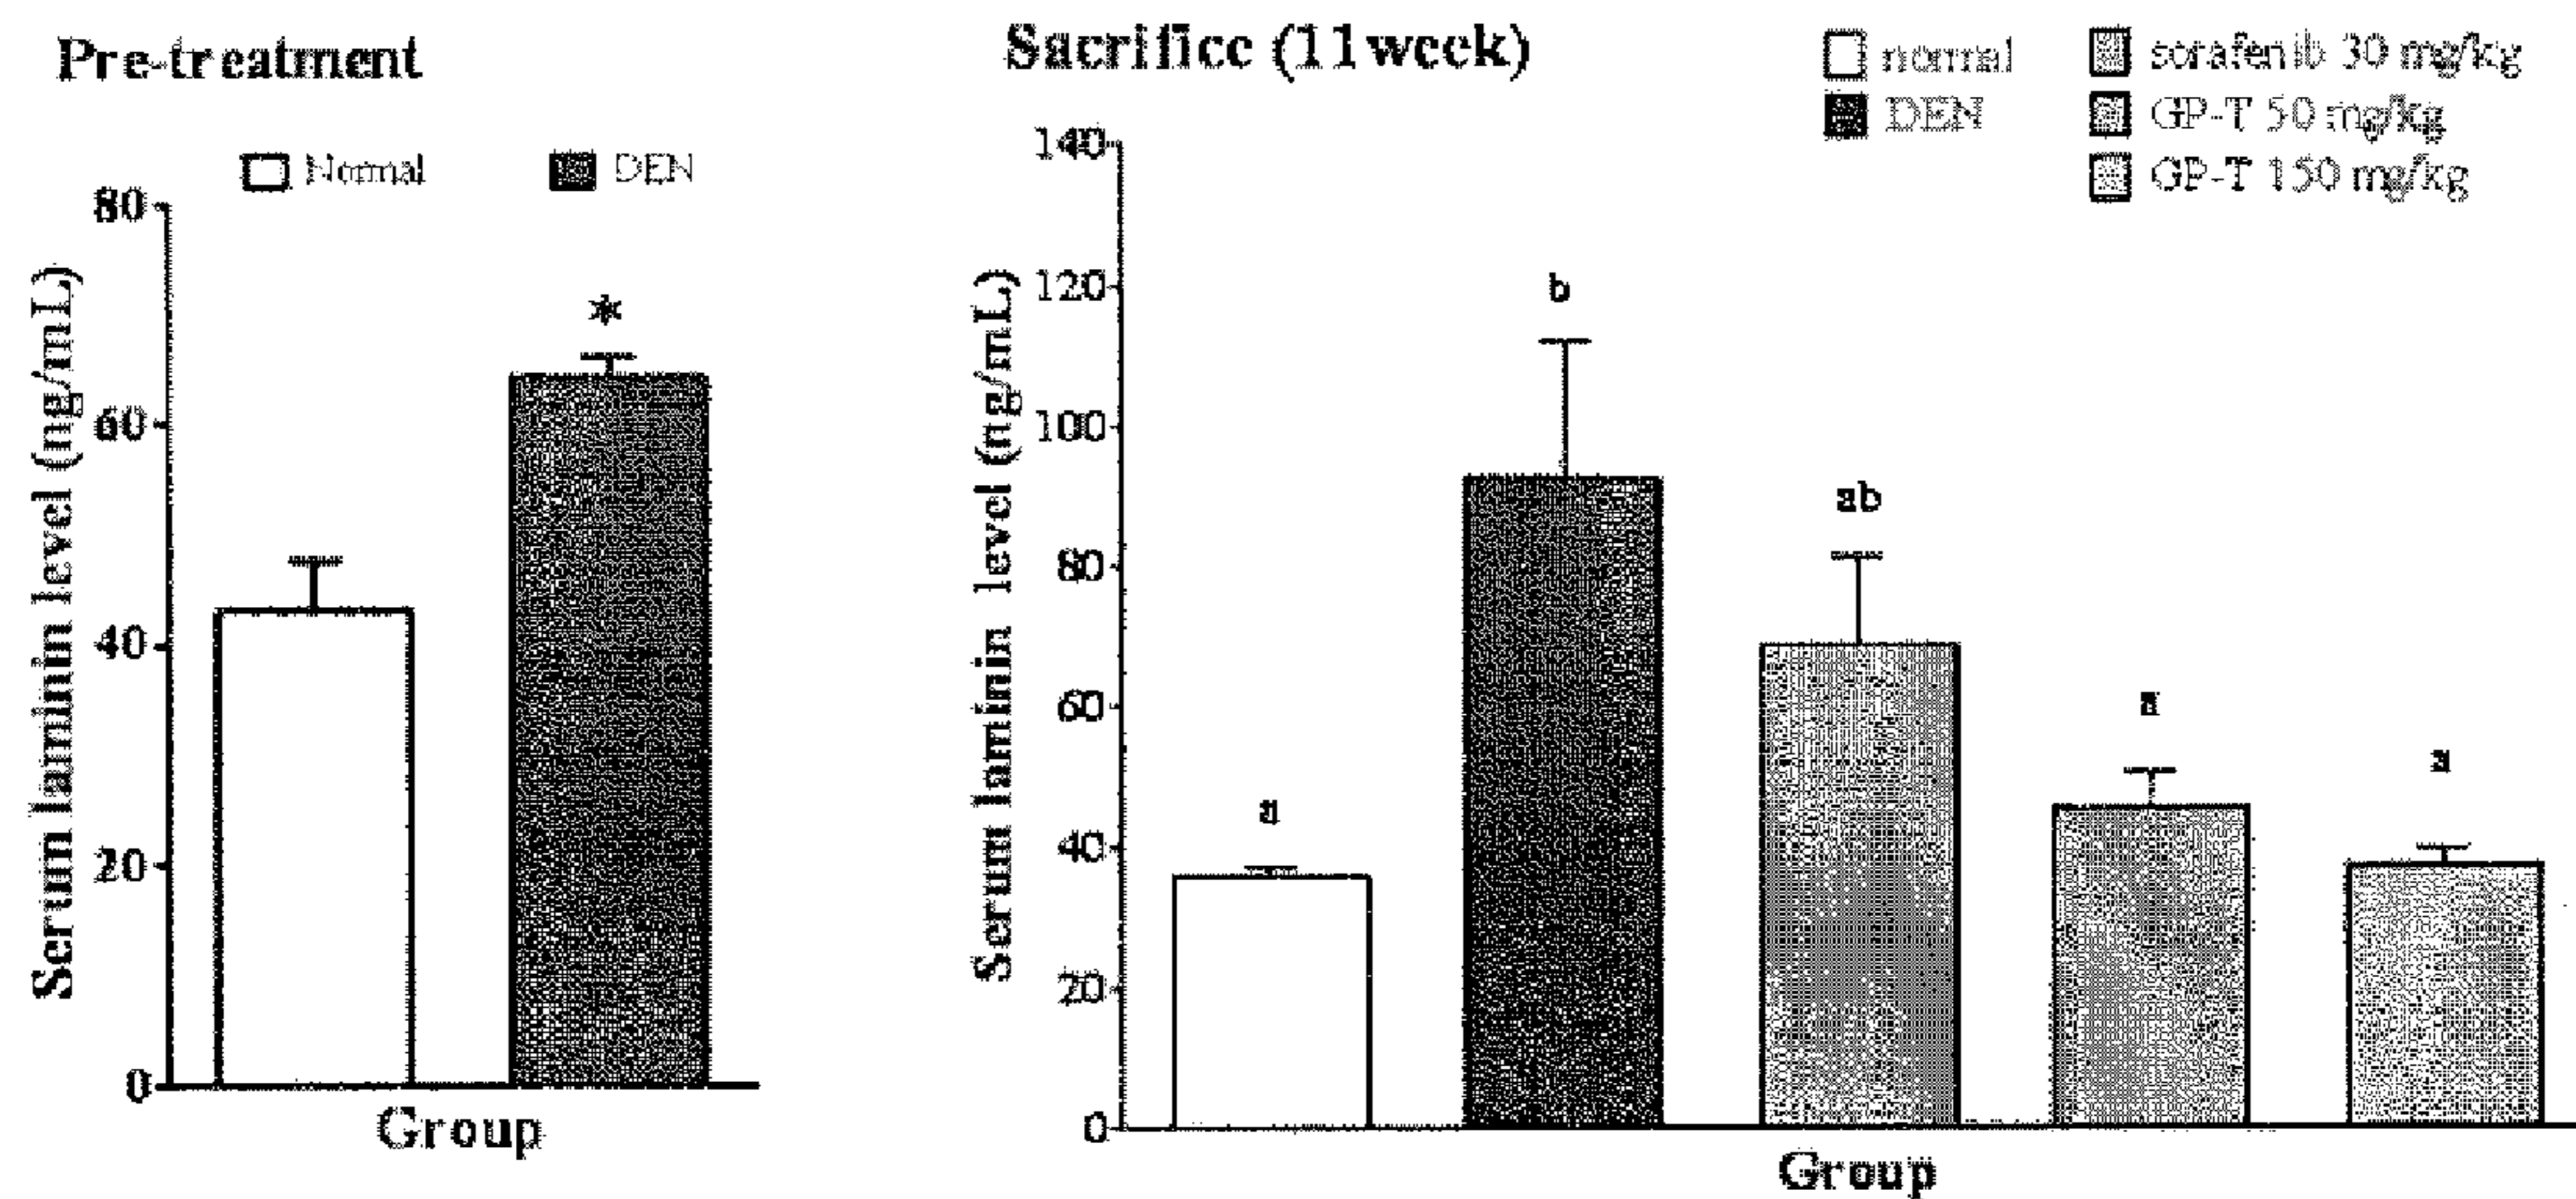 Pre-treatment
Normal
DEN
80
60
40
20
0
Serum laminin level (ng/mL)
*
Group
Sacrifice (11week)
normal
DEN
sorafenib 30 mg/kg
GP-T 50 mg/kg
GP-T 150 mg/kg
140
120
100
80
60
40
20
0
Serum laminin level (ng/mL)
a
b
ab
a
a
Group